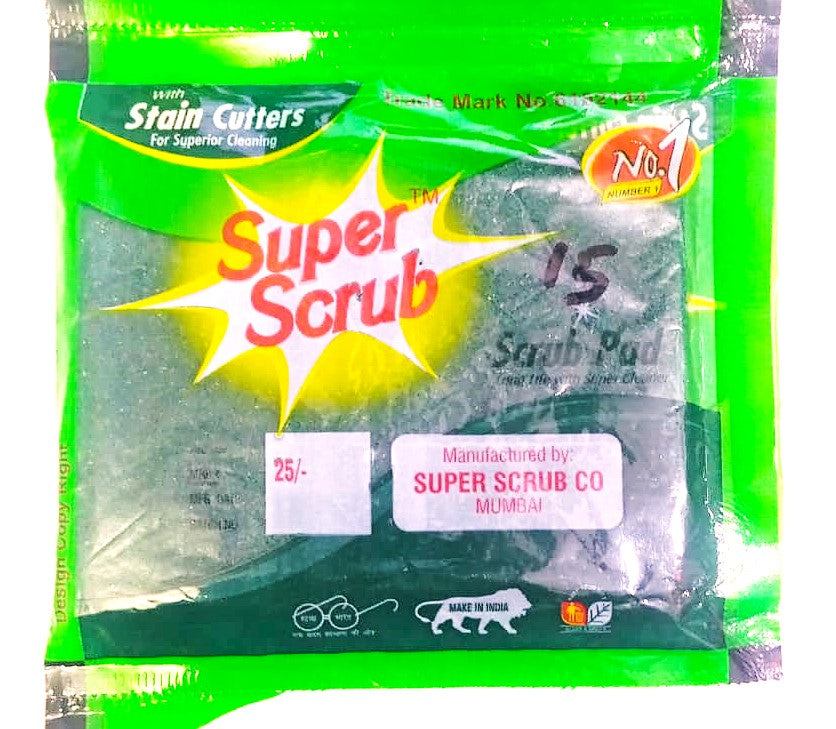 with
Stain Cutters
For Superior Cleaning
Trade Mark No 6192144
NO.1
NUMBER 1
Super
Scrub
TM
15
Scrub Pad
25/-
Manufactured by:
SUPER SCRUB CO
MUMBAI
Design Copy Right
MAKE IN INDIA